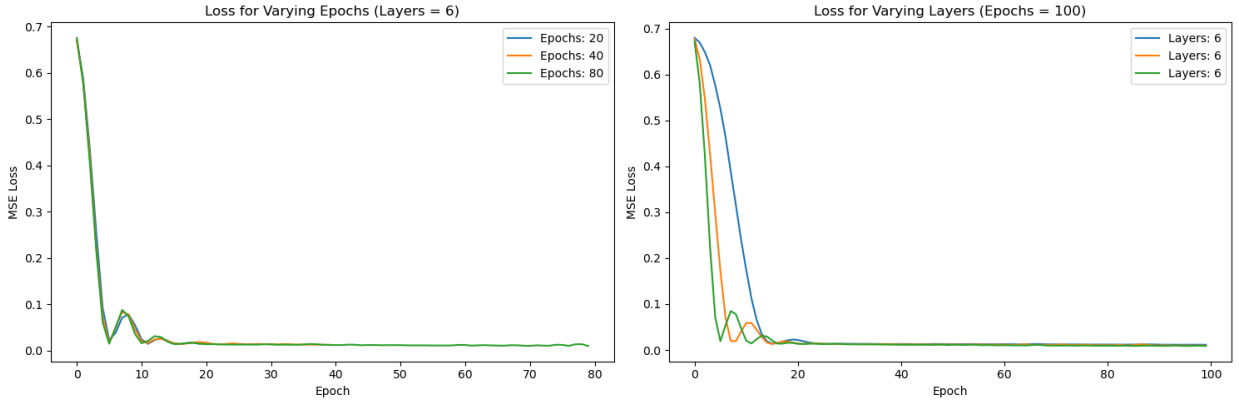 Loss for Varying Epochs (Layers = 6)
0.7
0.6
0.5
0.4
0.3
0.2
0.1
0.0
MSE Loss
Epochs: 20
Epochs: 40
Epochs: 80
0 10 20 30 40 50 60 70 80
Epoch
Loss for Varying Layers (Epochs = 100)
0.7
0.6
0.5
0.4
0.3
0.2
0.1
0.0
MSE Loss
Layers: 6
Layers: 6
Layers: 6
0 20 40 60 80 100
Epoch